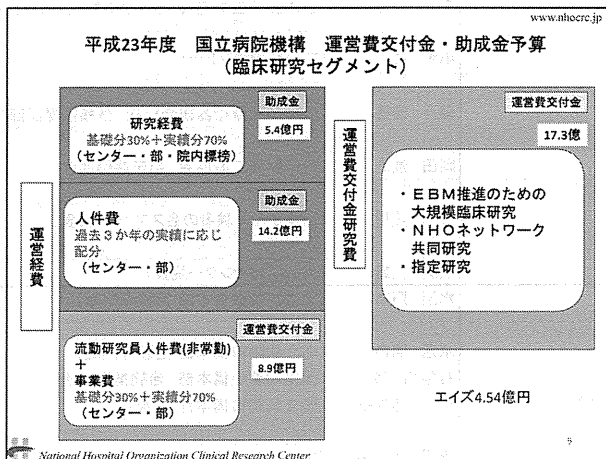 www.nhocrc.jp
平成23年度　国立病院機構　運営費交付金・助成金予算
（臨床研究セグメント）
運営経費
助成金
研究経費
基礎分30%＋実績分70%
（センター・部・院内標榜）
5.4億円
助成金
人件費
過去３か年の実績に応じ
配分
（センター・部）
14.2億円
運営費交付金
流動研究員人件費(非常勤)
＋
事業費
基礎分30%＋実績分70%
（センター・部）
8.9億円
運営費交付金研究費
運営費交付金
17.3億
・ＥＢＭ推進のための
大規模臨床研究
・ＮＨＯネットワーク
共同研究
・指定研究
エイズ4.54億円
National Hospital Organization Clinical Research Center